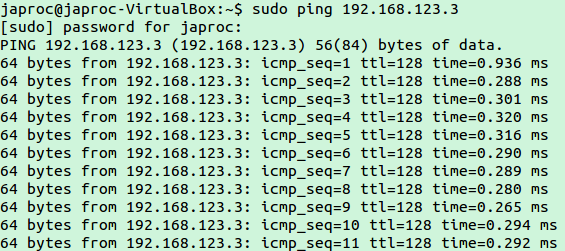 japroc@japroc-VirtualBox:~$ sudo ping 192.168.123.3
[sudo] password for japroc:
PING 192.168.123.3 (192.168.123.3) 56(84) bytes of data.
64 bytes from 192.168.123.3: icmp_seq=1 ttl=128 time=0.936 ms
64 bytes from 192.168.123.3: icmp_seq=2 ttl=128 time=0.288 ms
64 bytes from 192.168.123.3: icmp_seq=3 ttl=128 time=0.301 ms
64 bytes from 192.168.123.3: icmp_seq=4 ttl=128 time=0.320 ms
64 bytes from 192.168.123.3: icmp_seq=5 ttl=128 time=0.316 ms
64 bytes from 192.168.123.3: icmp_seq=6 ttl=128 time=0.290 ms
64 bytes from 192.168.123.3: icmp_seq=7 ttl=128 time=0.289 ms
64 bytes from 192.168.123.3: icmp_seq=8 ttl=128 time=0.280 ms
64 bytes from 192.168.123.3: icmp_seq=9 ttl=128 time=0.265 ms
64 bytes from 192.168.123.3: icmp_seq=10 ttl=128 time=0.294 ms
64 bytes from 192.168.123.3: icmp_seq=11 ttl=128 time=0.292 ms